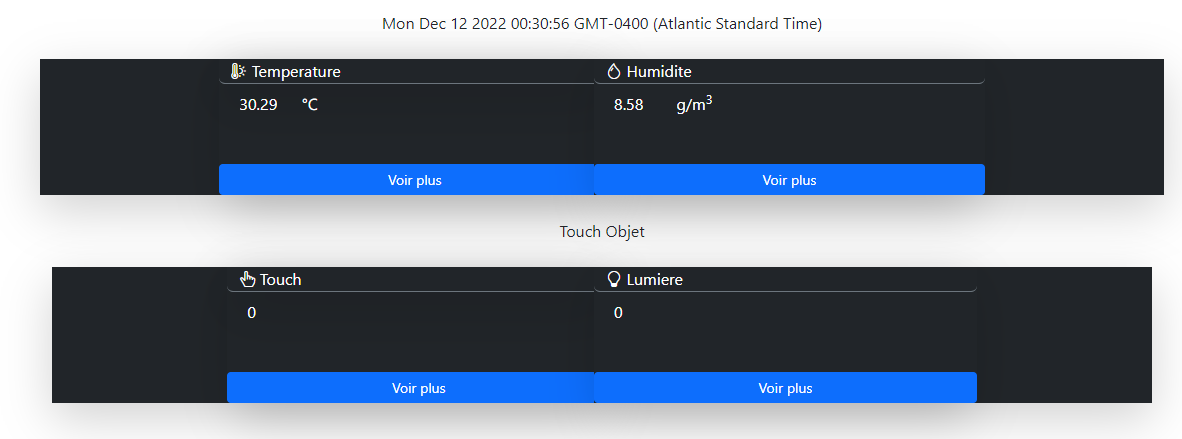 Mon Dec 12 2022 00:30:56 GMT-0400 (Atlantic Standard Time)
Temperature Humidite
30.29 °C 8.58 g/m³
Voir plus Voir plus
Touch Objet
Touch Lumiere
0 0
Voir plus Voir plus